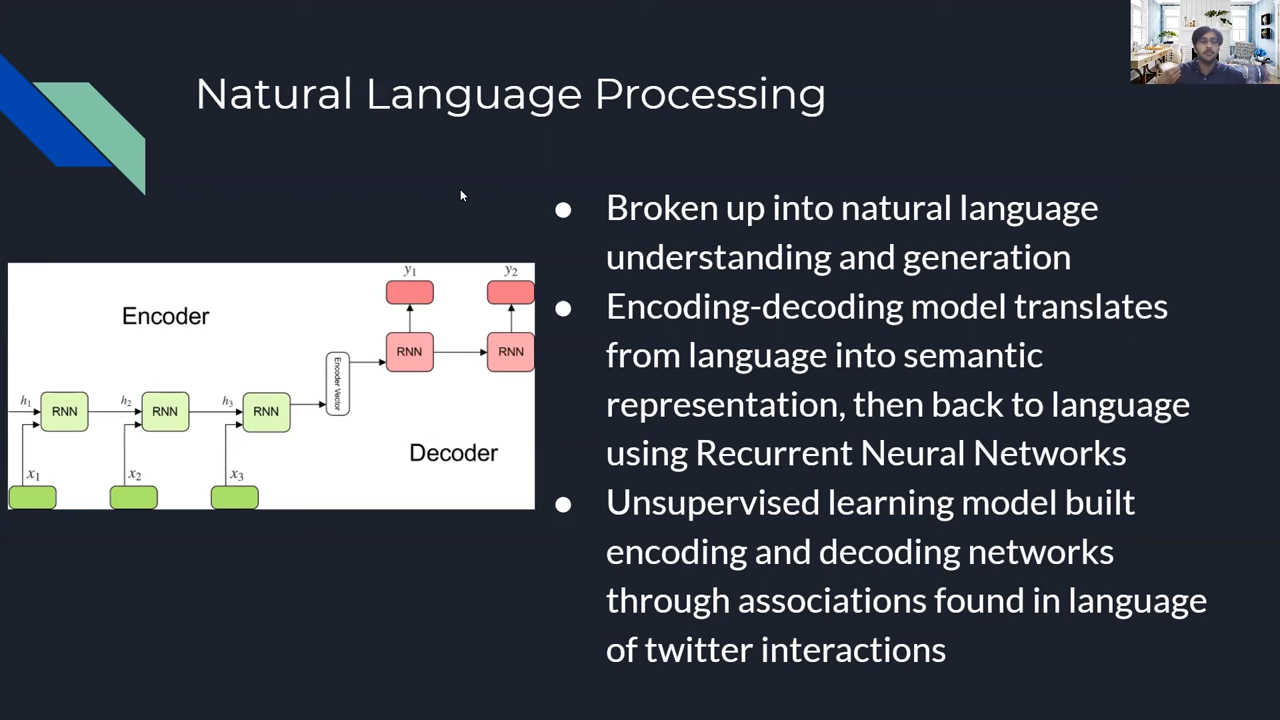 Natural Language Processing
● Broken up into natural language
understanding and generation
● Encoding-decoding model translates
from language into semantic
representation, then back to language
using Recurrent Neural Networks
● Unsupervised learning model built
encoding and decoding networks
through associations found in language
of twitter interactions
y₁ y₂
Encoder
RNN RNN
Encoder Vector
h₁ RNN h₂ RNN h₃ RNN
Decoder
x₁ x₂ x₃